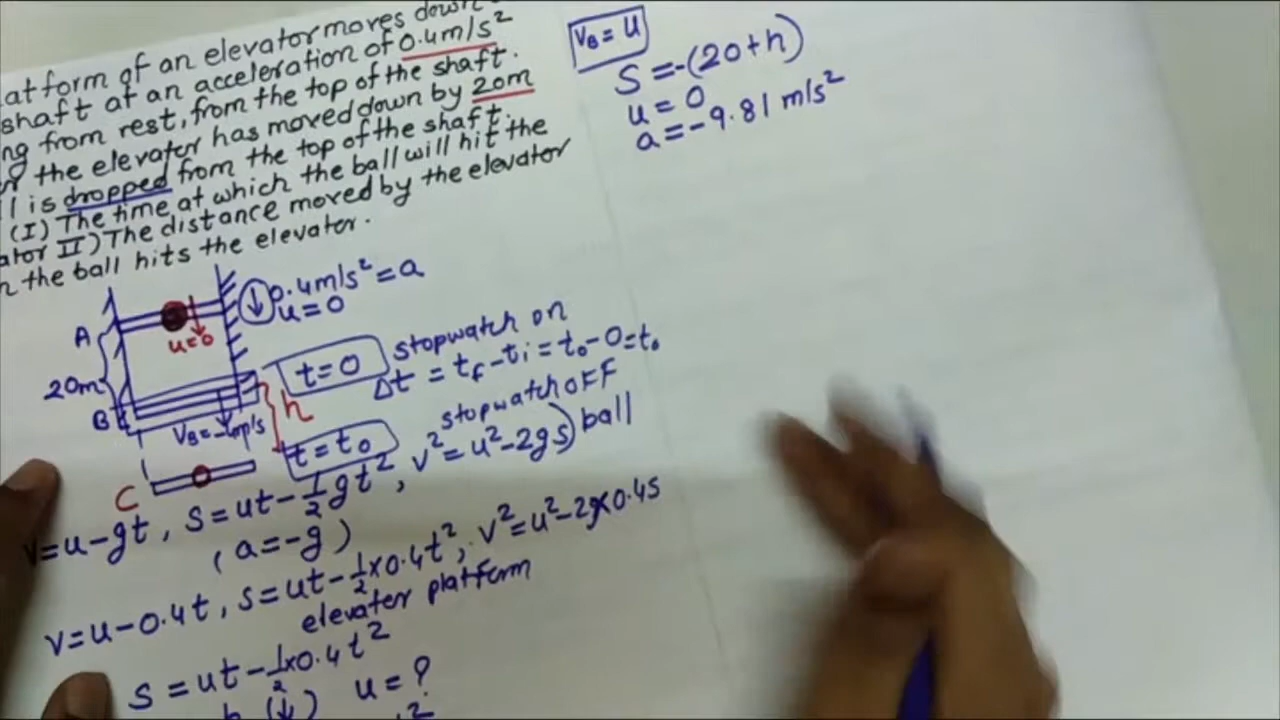 latform of an elevator moves down
shaft at an acceleration of 0.4m/s²
ng from rest, from the top of the shaft.
the elevater has moved down by 20m
ll is dropped from the top of the shaft.
(I) The time at which the ball will hit the
ator II) The distance moved by the elevator
n the ball hits the elevator.
0.4m/s² = a
u=0
A
u=0
20m
B
h
t=0
stopwatch on
Δt = t_f - t_i = t₀ - 0 = t₀
t=t₀
stopwatch OFF
C
v=u-gt, s=ut-½gt², v²=u²-2gs) ball
(a=-g)
v=u-0.4t, s=ut-½×0.4t², v²=u²-2×0.4s
elevater platform
s=ut-½×0.4t²
h (↓) u=?
V_B = u
S=-(20+h)
u=0
a=-9.81 m/s²